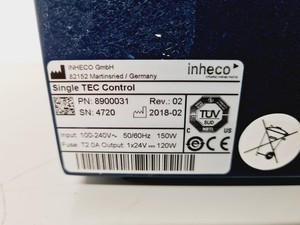 INHECO GmbH
82152 Martinsried / Germany
inheco
Single TEC Control
PN: 8900031
Rev.: 02
SN: 4720
2018-02
TÜV
SÜD
Input: 100-240V~ 50/60Hz 150W
Fuse: T2.0A Output: 1x24V 120W
C US
CE